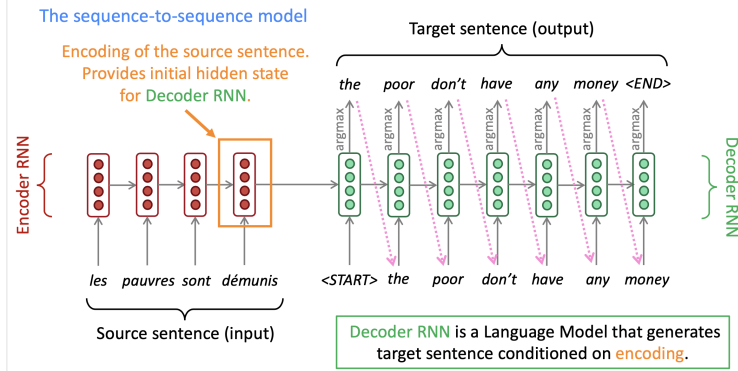 The sequence-to-sequence model
Target sentence (output)
Encoding of the source sentence.
Provides initial hidden state
for Decoder RNN.
the poor don't have any money <END>
argmax argmax argmax argmax argmax argmax argmax
Encoder RNN
Decoder RNN
les pauvres sont démunis <START> the poor don't have any money
Source sentence (input)
Decoder RNN is a Language Model that generates
target sentence conditioned on encoding.